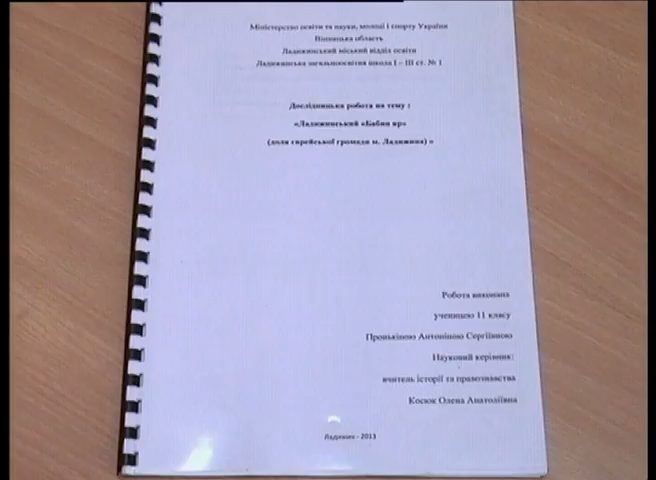 Міністерство освіти та науки, молоді і спорту України
Вінницька область
Ладижинський міський відділ освіти
Ладижинська загальноосвітня школа І – ІІІ ст. № 1
Дослідницька робота на тему :
«Ладижинський «Бабин яр»
(доля єврейської громади м. Ладижина) »
Робота виконана
ученицею 11 класу
Пронькіною Антоніною Сергіївною
Науковий керівник:
вчитель історії та правознавства
Косюк Олена Анатоліївна
Ладижин - 2013